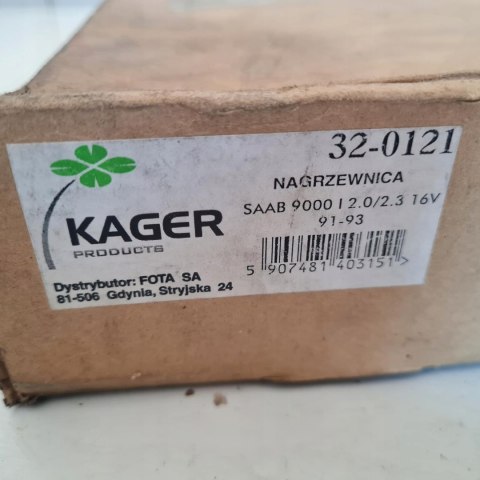 32-0121
NAGRZEWNICA
SAAB 9000 I 2.0/2.3 16V
91-93
KAGER
PRODUCTS
5 907481 403151 >
Dystrybutor: FOTA SA
81-506 Gdynia, Stryjska 24